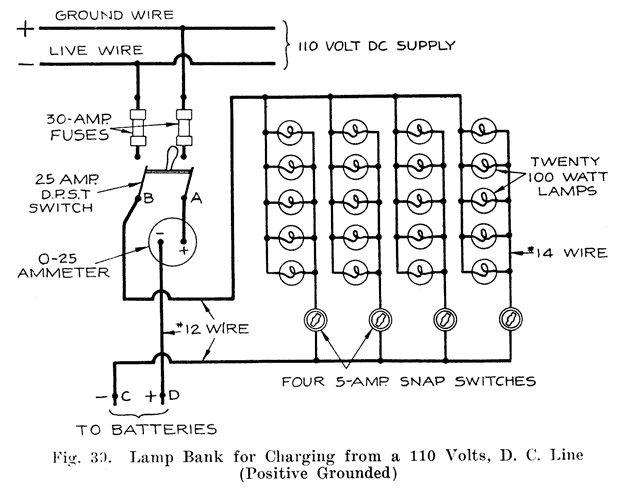 + GROUND WIRE
- LIVE WIRE
110 VOLT DC SUPPLY
30-AMP.
FUSES
25 AMP.
D.P.S.T
SWITCH
B
A
- +
0-25
AMMETER
TWENTY
100 WATT
LAMPS
#14 WIRE
#12 WIRE
FOUR 5-AMP. SNAP SWITCHES
- C + D
TO BATTERIES
Fig. 30. Lamp Bank for Charging from a 110 Volts, D. C. Line
(Positive Grounded)